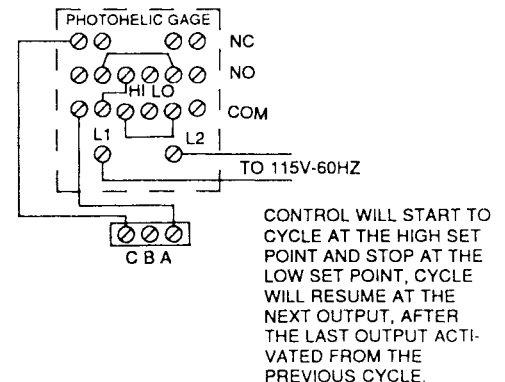 PHOTOHELIC GAGE
NC
NO
HI LO
COM
L1 L2
TO 115V-60HZ
C B A
CONTROL WILL START TO
CYCLE AT THE HIGH SET
POINT AND STOP AT THE
LOW SET POINT, CYCLE
WILL RESUME AT THE
NEXT OUTPUT, AFTER
THE LAST OUTPUT ACTI-
VATED FROM THE
PREVIOUS CYCLE.